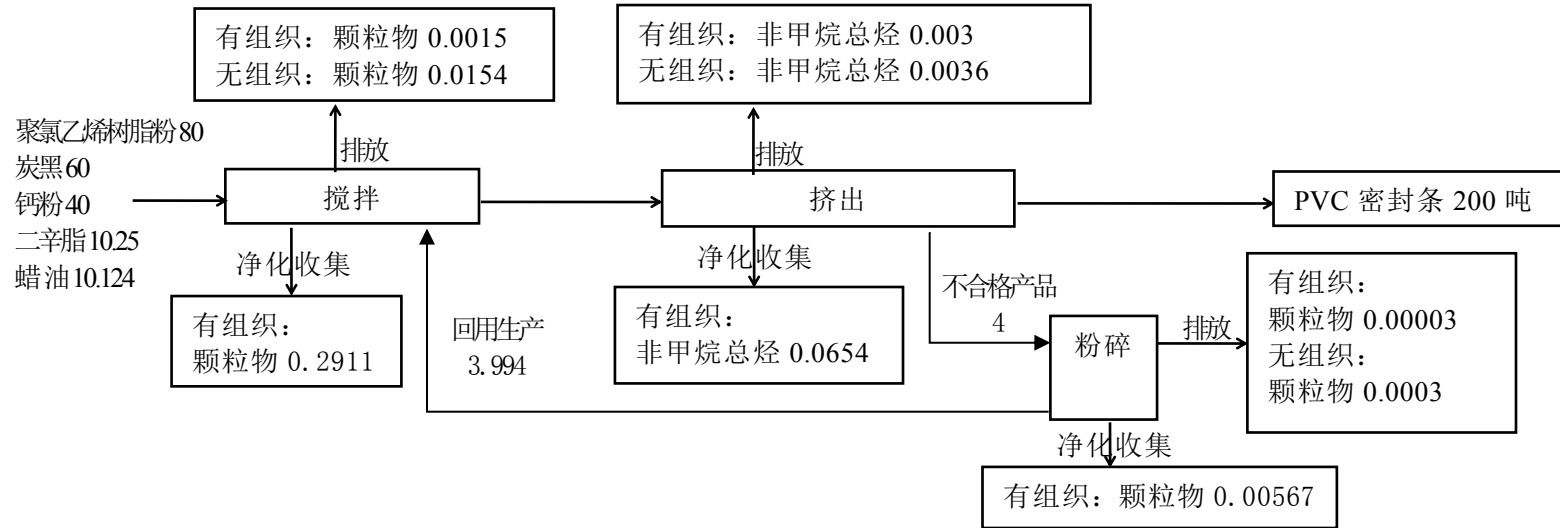 有组织：颗粒物 0.0015
无组织：颗粒物 0.0154
有组织：非甲烷总烃 0.003
无组织：非甲烷总烃 0.0036
聚氯乙烯树脂粉 80
炭黑 60
钙粉 40
二辛脂 10.25
蜡油 10.124
排放
排放
搅拌
挤出
PVC 密封条 200 吨
净化收集
净化收集
有组织：
颗粒物 0.2911
回用生产
3.994
有组织：
非甲烷总烃 0.0654
不合格产品
4
粉碎
排放
有组织：
颗粒物 0.00003
无组织：
颗粒物 0.0003
净化收集
有组织：颗粒物 0.00567